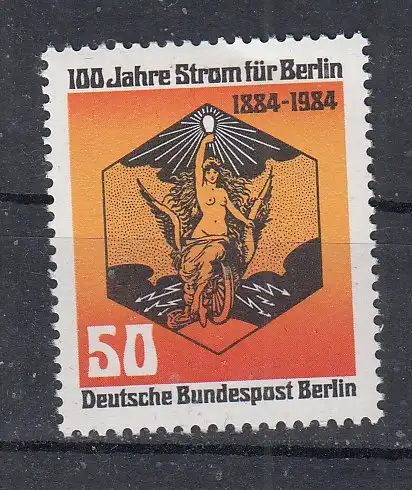 100 Jahre Strom für Berlin
1884-1984
50
Deutsche Bundespost Berlin